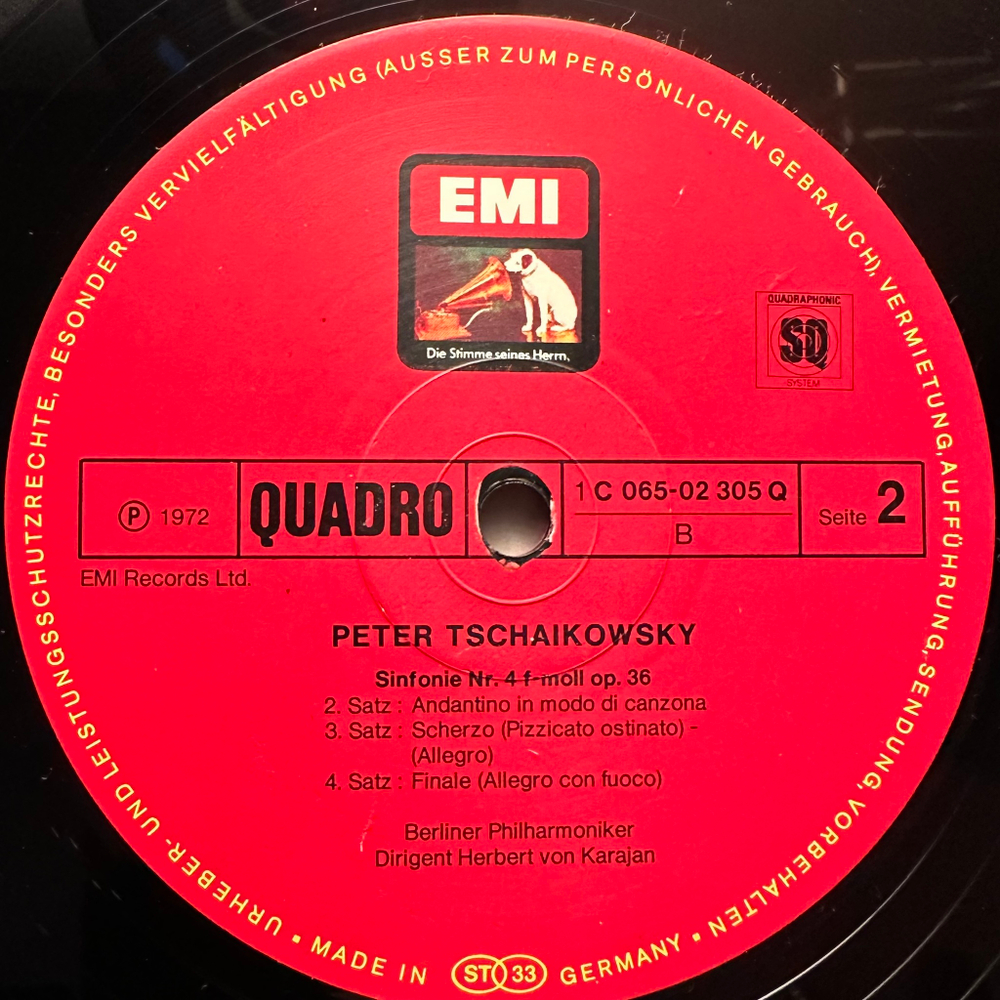 URHEBER- UND LEISTUNGSSCHUTZRECHTE, BESONDERS VERVIELFÄLTIGUNG (AUSSER ZUM PERSÖNLICHEN GEBRAUCH), VERMIETUNG, AUFFÜHRUNG, SENDUNG, VORBEHALTEN
EMI
Die Stimme seines Herrn.
QUADRAPHONIC
SQ
SYSTEM
Ⓟ 1972
QUADRO
1 C 065-02 305 Q
B
Seite 2
EMI Records Ltd.
PETER TSCHAIKOWSKY
Sinfonie Nr. 4 f-moll op. 36
2. Satz : Andantino in modo di canzona
3. Satz : Scherzo (Pizzicato ostinato) -
(Allegro)
4. Satz : Finale (Allegro con fuoco)
Berliner Philharmoniker
Dirigent Herbert von Karajan
▪ MADE IN ST 33 GERMANY ▪